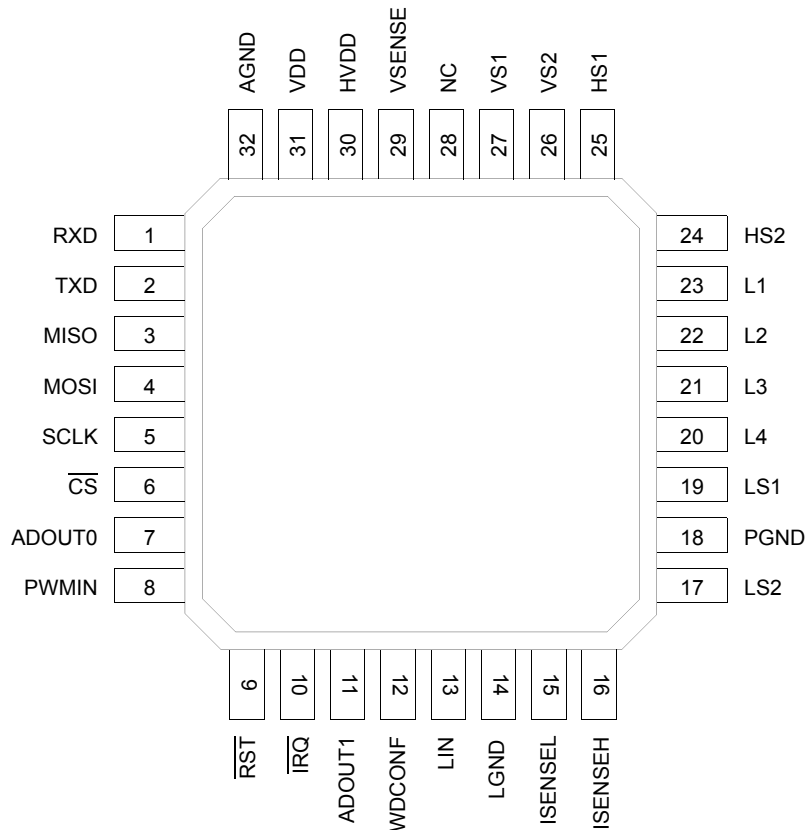 AGND
VDD
HVDD
VSENSE
NC
VS1
VS2
HS1
32
31
30
29
28
27
26
25
RXD 1
TXD 2
MISO 3
MOSI 4
SCLK 5
C̅S̅ 6
ADOUT0 7
PWMIN 8
24 HS2
23 L1
22 L2
21 L3
20 L4
19 LS1
18 PGND
17 LS2
9
10
11
12
13
14
15
16
R̅S̅T̅
I̅R̅Q̅
ADOUT1
WDCONF
LIN
LGND
ISENSEL
ISENSEH